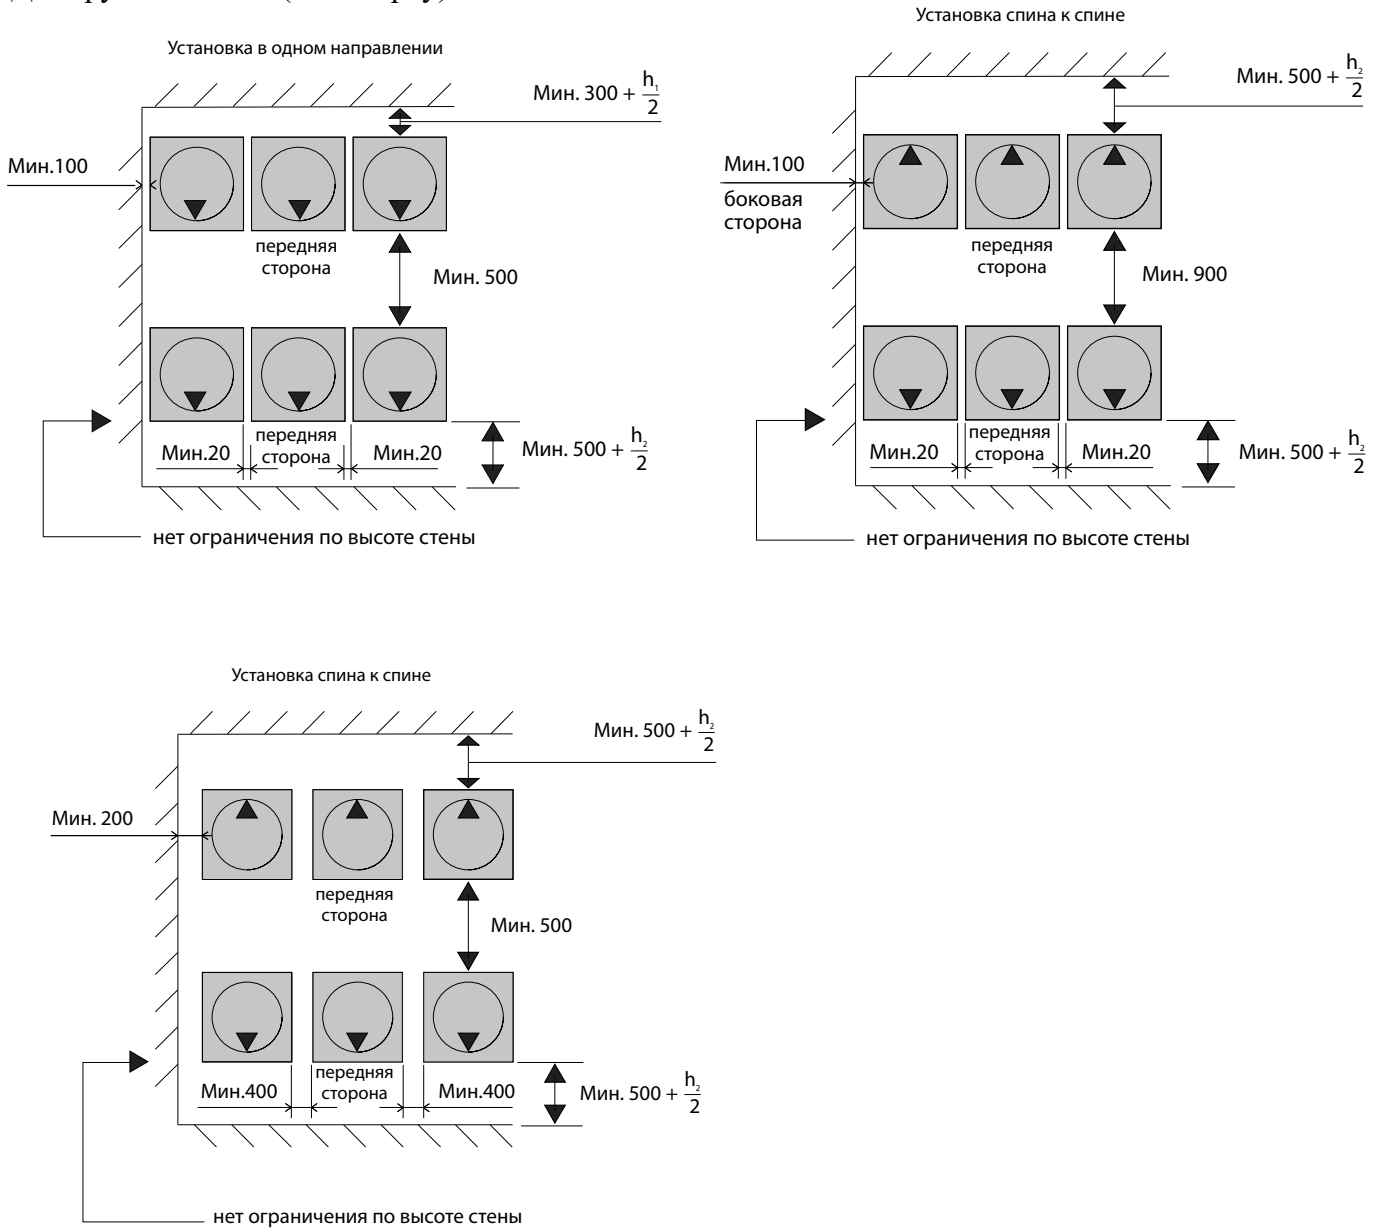 Установка в одном направлении
Мин. 300 + h₁/2
Мин.100
передняя
сторона
Мин. 500
передняя
сторона
Мин.20
Мин.20
Мин. 500 + h₂/2
нет ограничения по высоте стены
Установка спина к спине
Мин. 500 + h₂/2
Мин.100
боковая
сторона
передняя
сторона
Мин. 900
передняя
сторона
Мин.20
Мин.20
Мин. 500 + h₂/2
нет ограничения по высоте стены
Установка спина к спине
Мин. 500 + h₂/2
Мин. 200
передняя
сторона
Мин. 500
передняя
сторона
Мин.400
Мин.400
Мин. 500 + h₂/2
нет ограничения по высоте стены